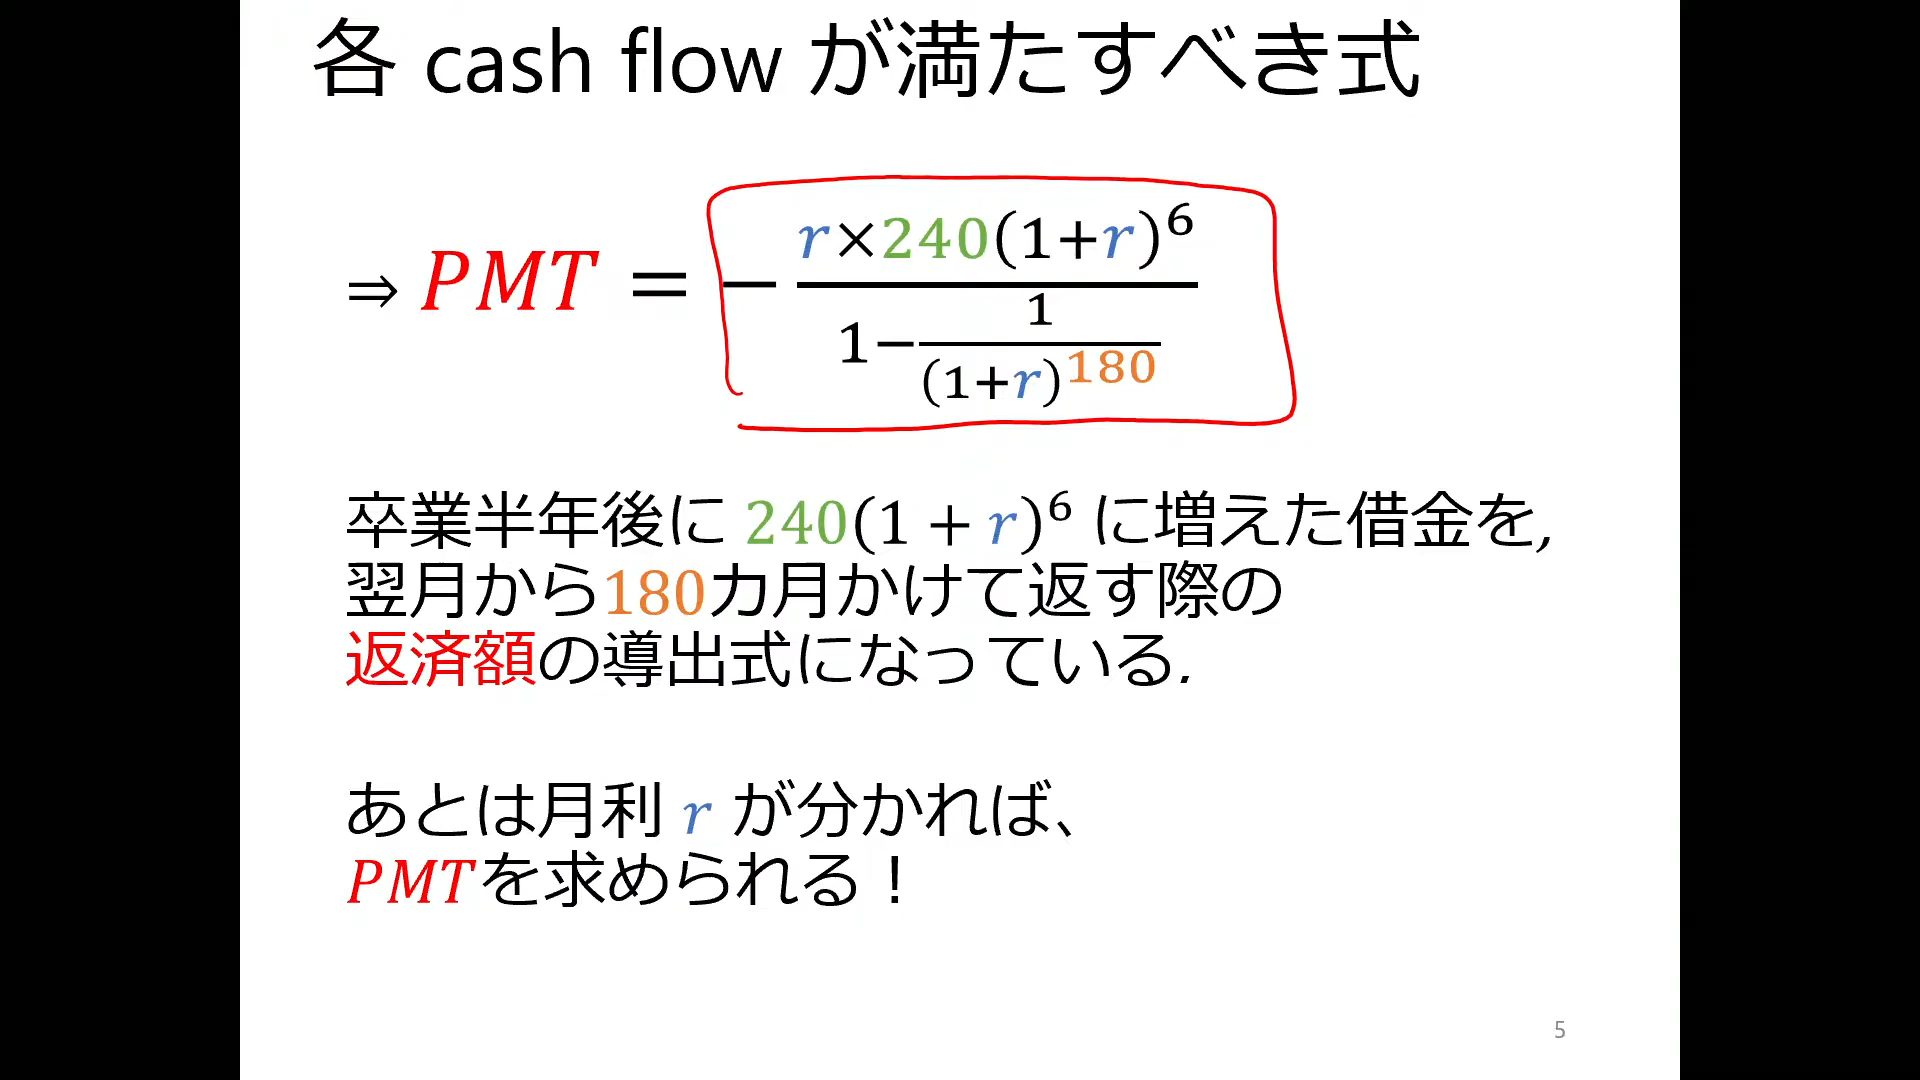 各 cash flow が満たすべき式
⇒ PMT = − r×240(1+r)^6 / (1−1/(1+r)^180)
卒業半年後に 240(1 + r)^6 に増えた借金を,
翌月から180カ月かけて返す際の
返済額の導出式になっている.
あとは月利 r が分かれば、
PMTを求められる！
5